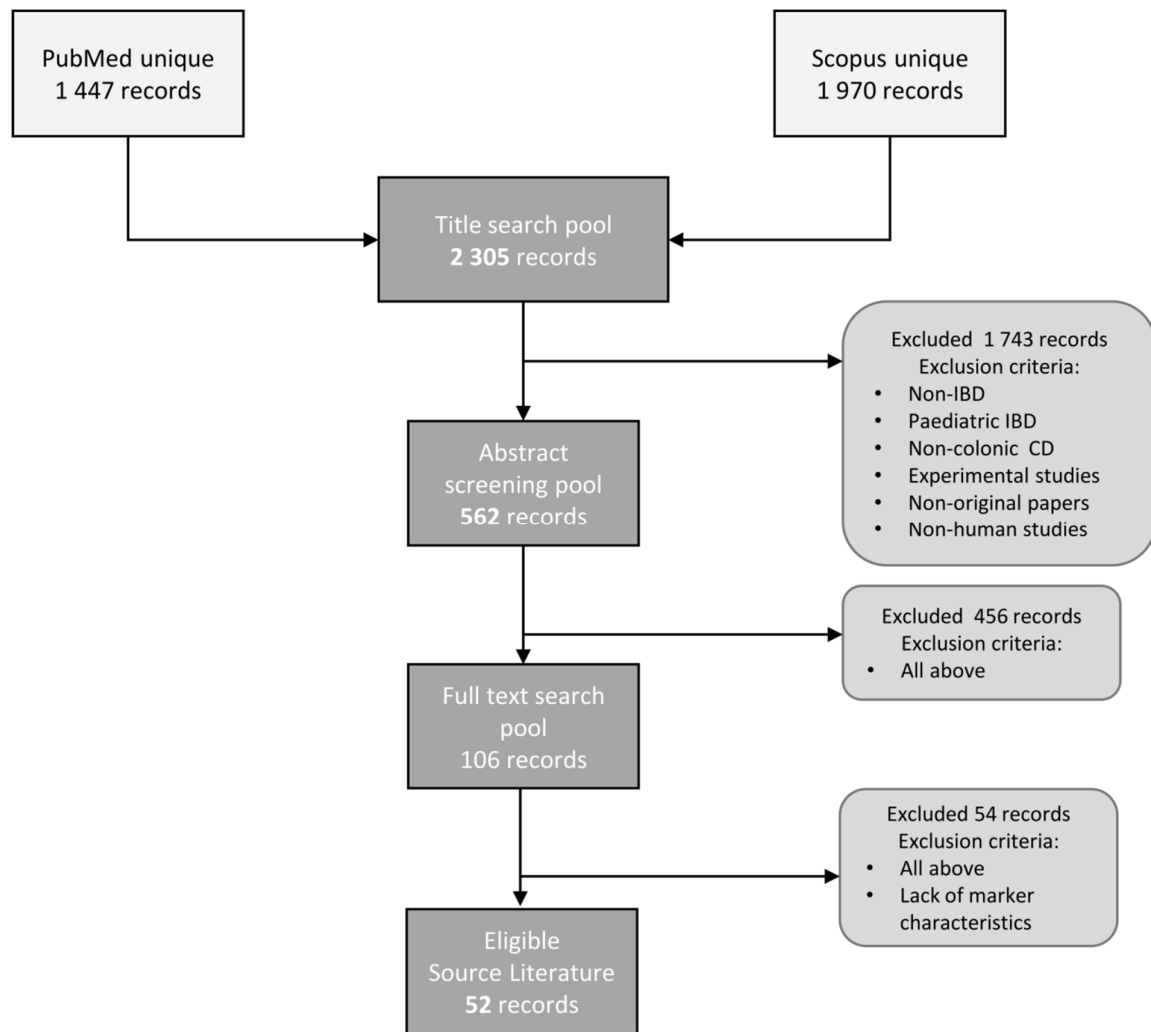 PubMed unique
1 447 records
Scopus unique
1 970 records
Title search pool
2 305 records
Excluded 1 743 records
Exclusion criteria:
• Non-IBD
• Paediatric IBD
• Non-colonic CD
• Experimental studies
• Non-original papers
• Non-human studies
Abstract
screening pool
562 records
Excluded 456 records
Exclusion criteria:
• All above
Full text search
pool
106 records
Excluded 54 records
Exclusion criteria:
• All above
• Lack of marker
characteristics
Eligible
Source Literature
52 records